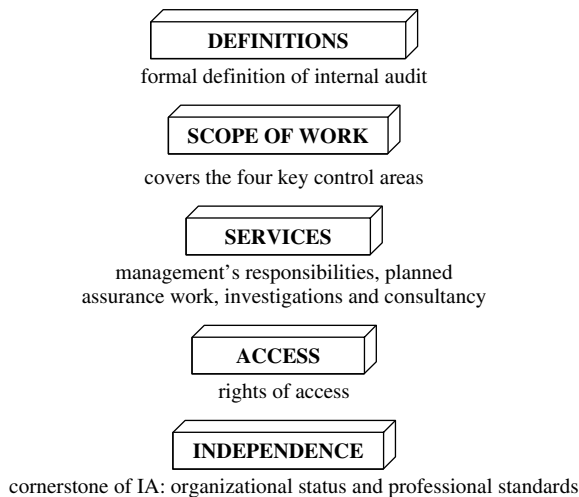 DEFINITIONS
formal definition of internal audit
SCOPE OF WORK
covers the four key control areas
SERVICES
management’s responsibilities, planned
assurance work, investigations and consultancy
ACCESS
rights of access
INDEPENDENCE
cornerstone of IA: organizational status and professional standards